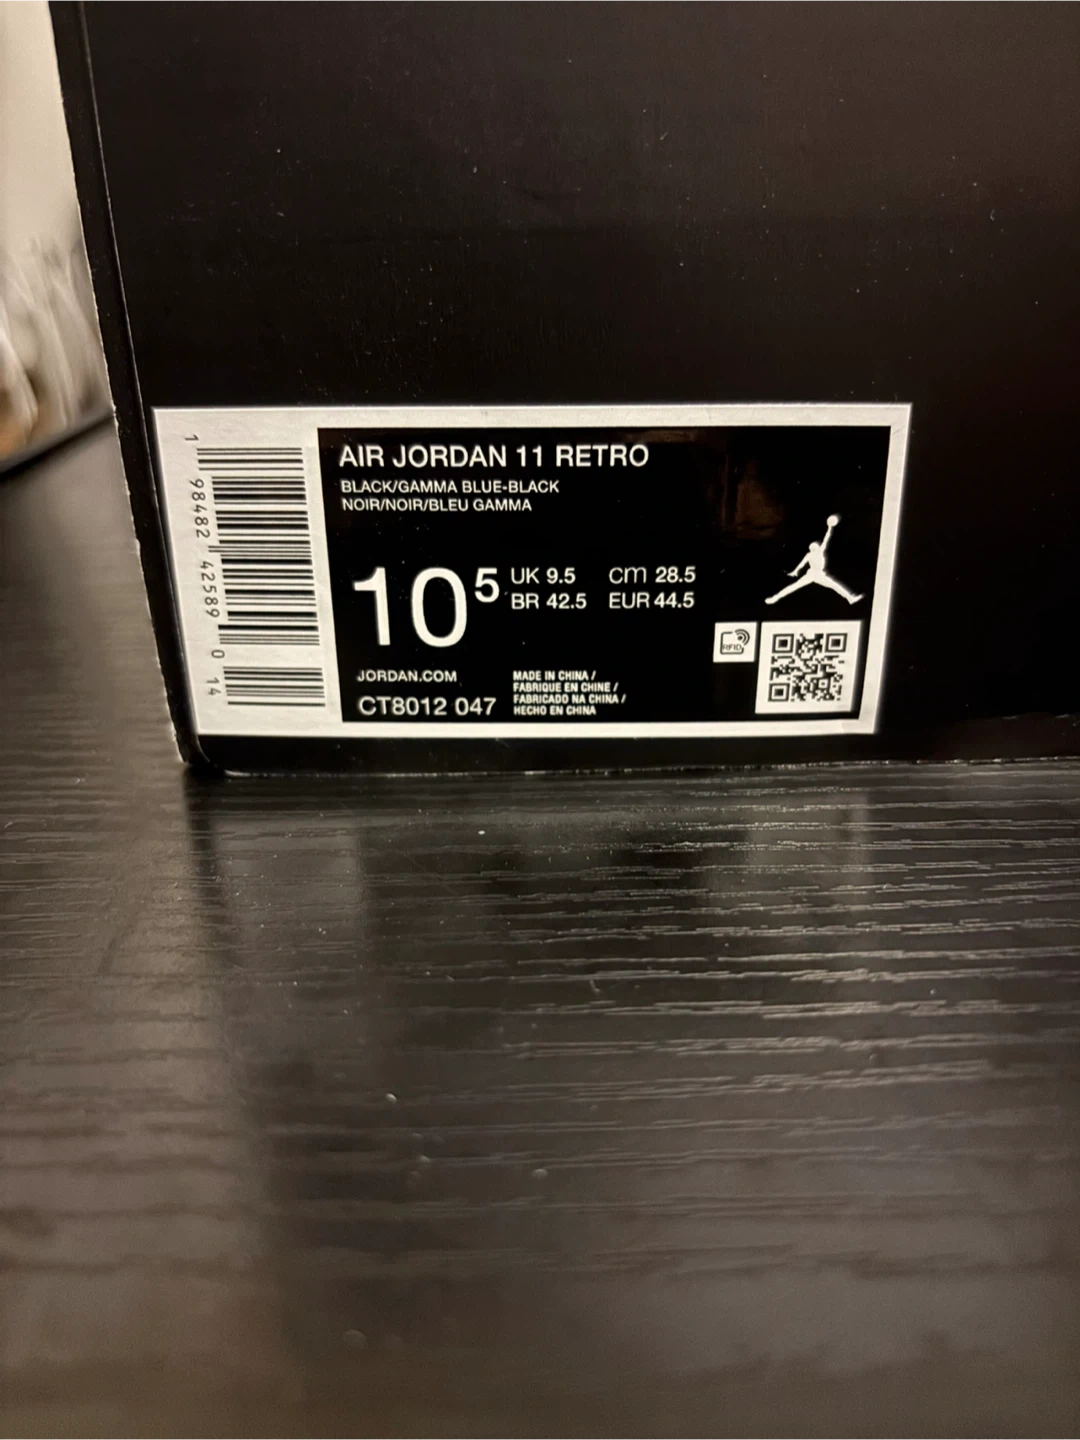 AIR JORDAN 11 RETRO
BLACK/GAMMA BLUE-BLACK
NOIR/NOIR/BLEU GAMMA
10 5
UK 9.5 cm 28.5
BR 42.5 EUR 44.5
RFID
JORDAN.COM
CT8012 047
MADE IN CHINA /
FABRIQUE EN CHINE /
FABRICADO NA CHINA /
HECHO EN CHINA
1 98482 42589 0 14